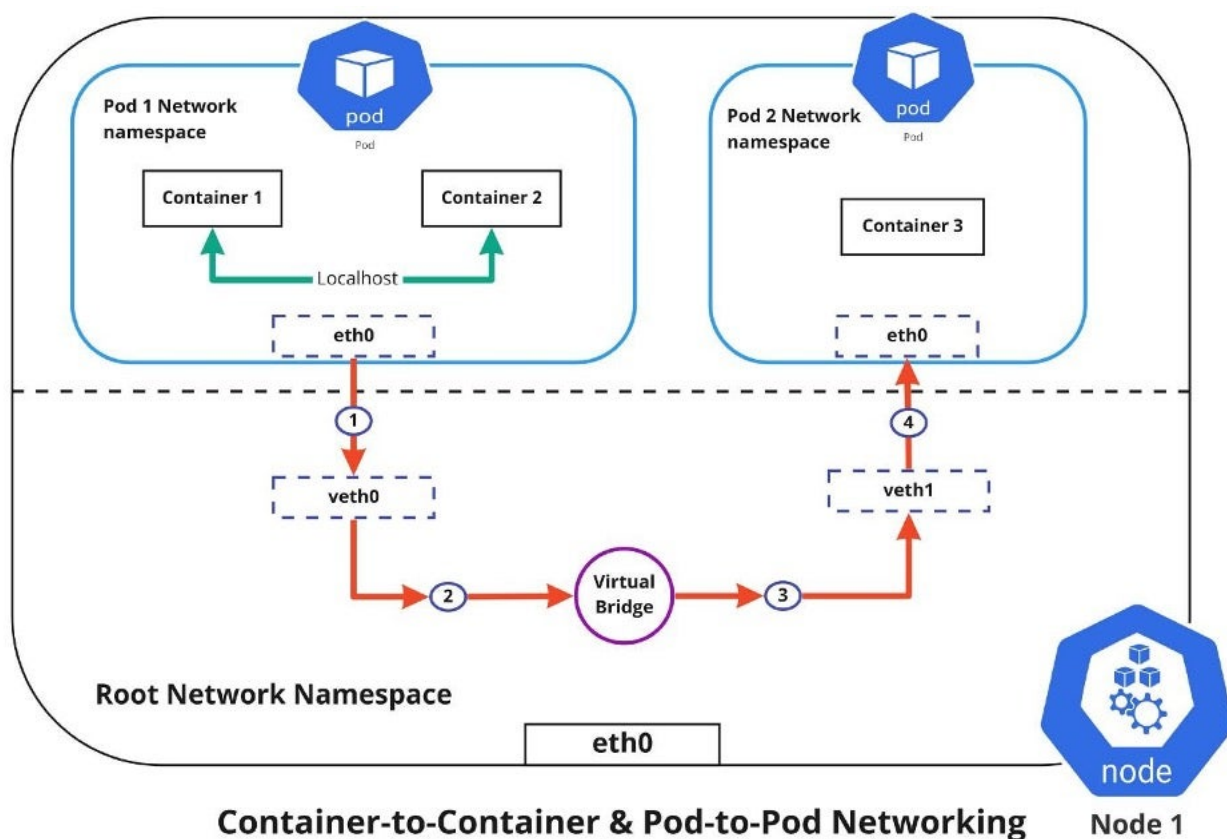 pod
Pod
Pod 1 Network
namespace
Container 1
Container 2
Localhost
eth0
pod
Pod
Pod 2 Network
namespace
Container 3
eth0
1
4
veth0
veth1
2
Virtual
Bridge
3
Root Network Namespace
eth0
node
Container-to-Container & Pod-to-Pod Networking
Node 1